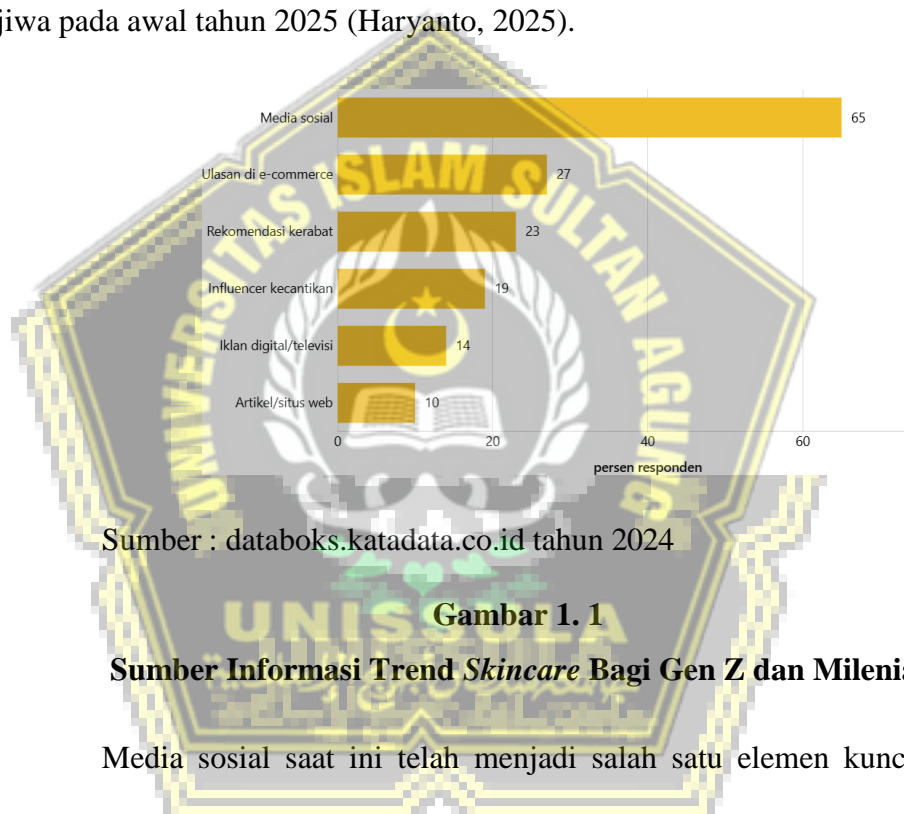 jiwa pada awal tahun 2025 (Haryanto, 2025).
Media sosial 65
Ulasan di e-commerce 27
Rekomendasi kerabat 23
Influencer kecantikan 19
Iklan digital/televisi 14
Artikel/situs web 10
0 20 40 60
persen responden
UNIVERSITAS ISLAM SULTAN AGUNG
Sumber : databoks.katadata.co.id tahun 2024
Gambar 1. 1
UNISSULA
Sumber Informasi Trend Skincare Bagi Gen Z dan
Media sosial saat ini telah menjadi salah satu elemen